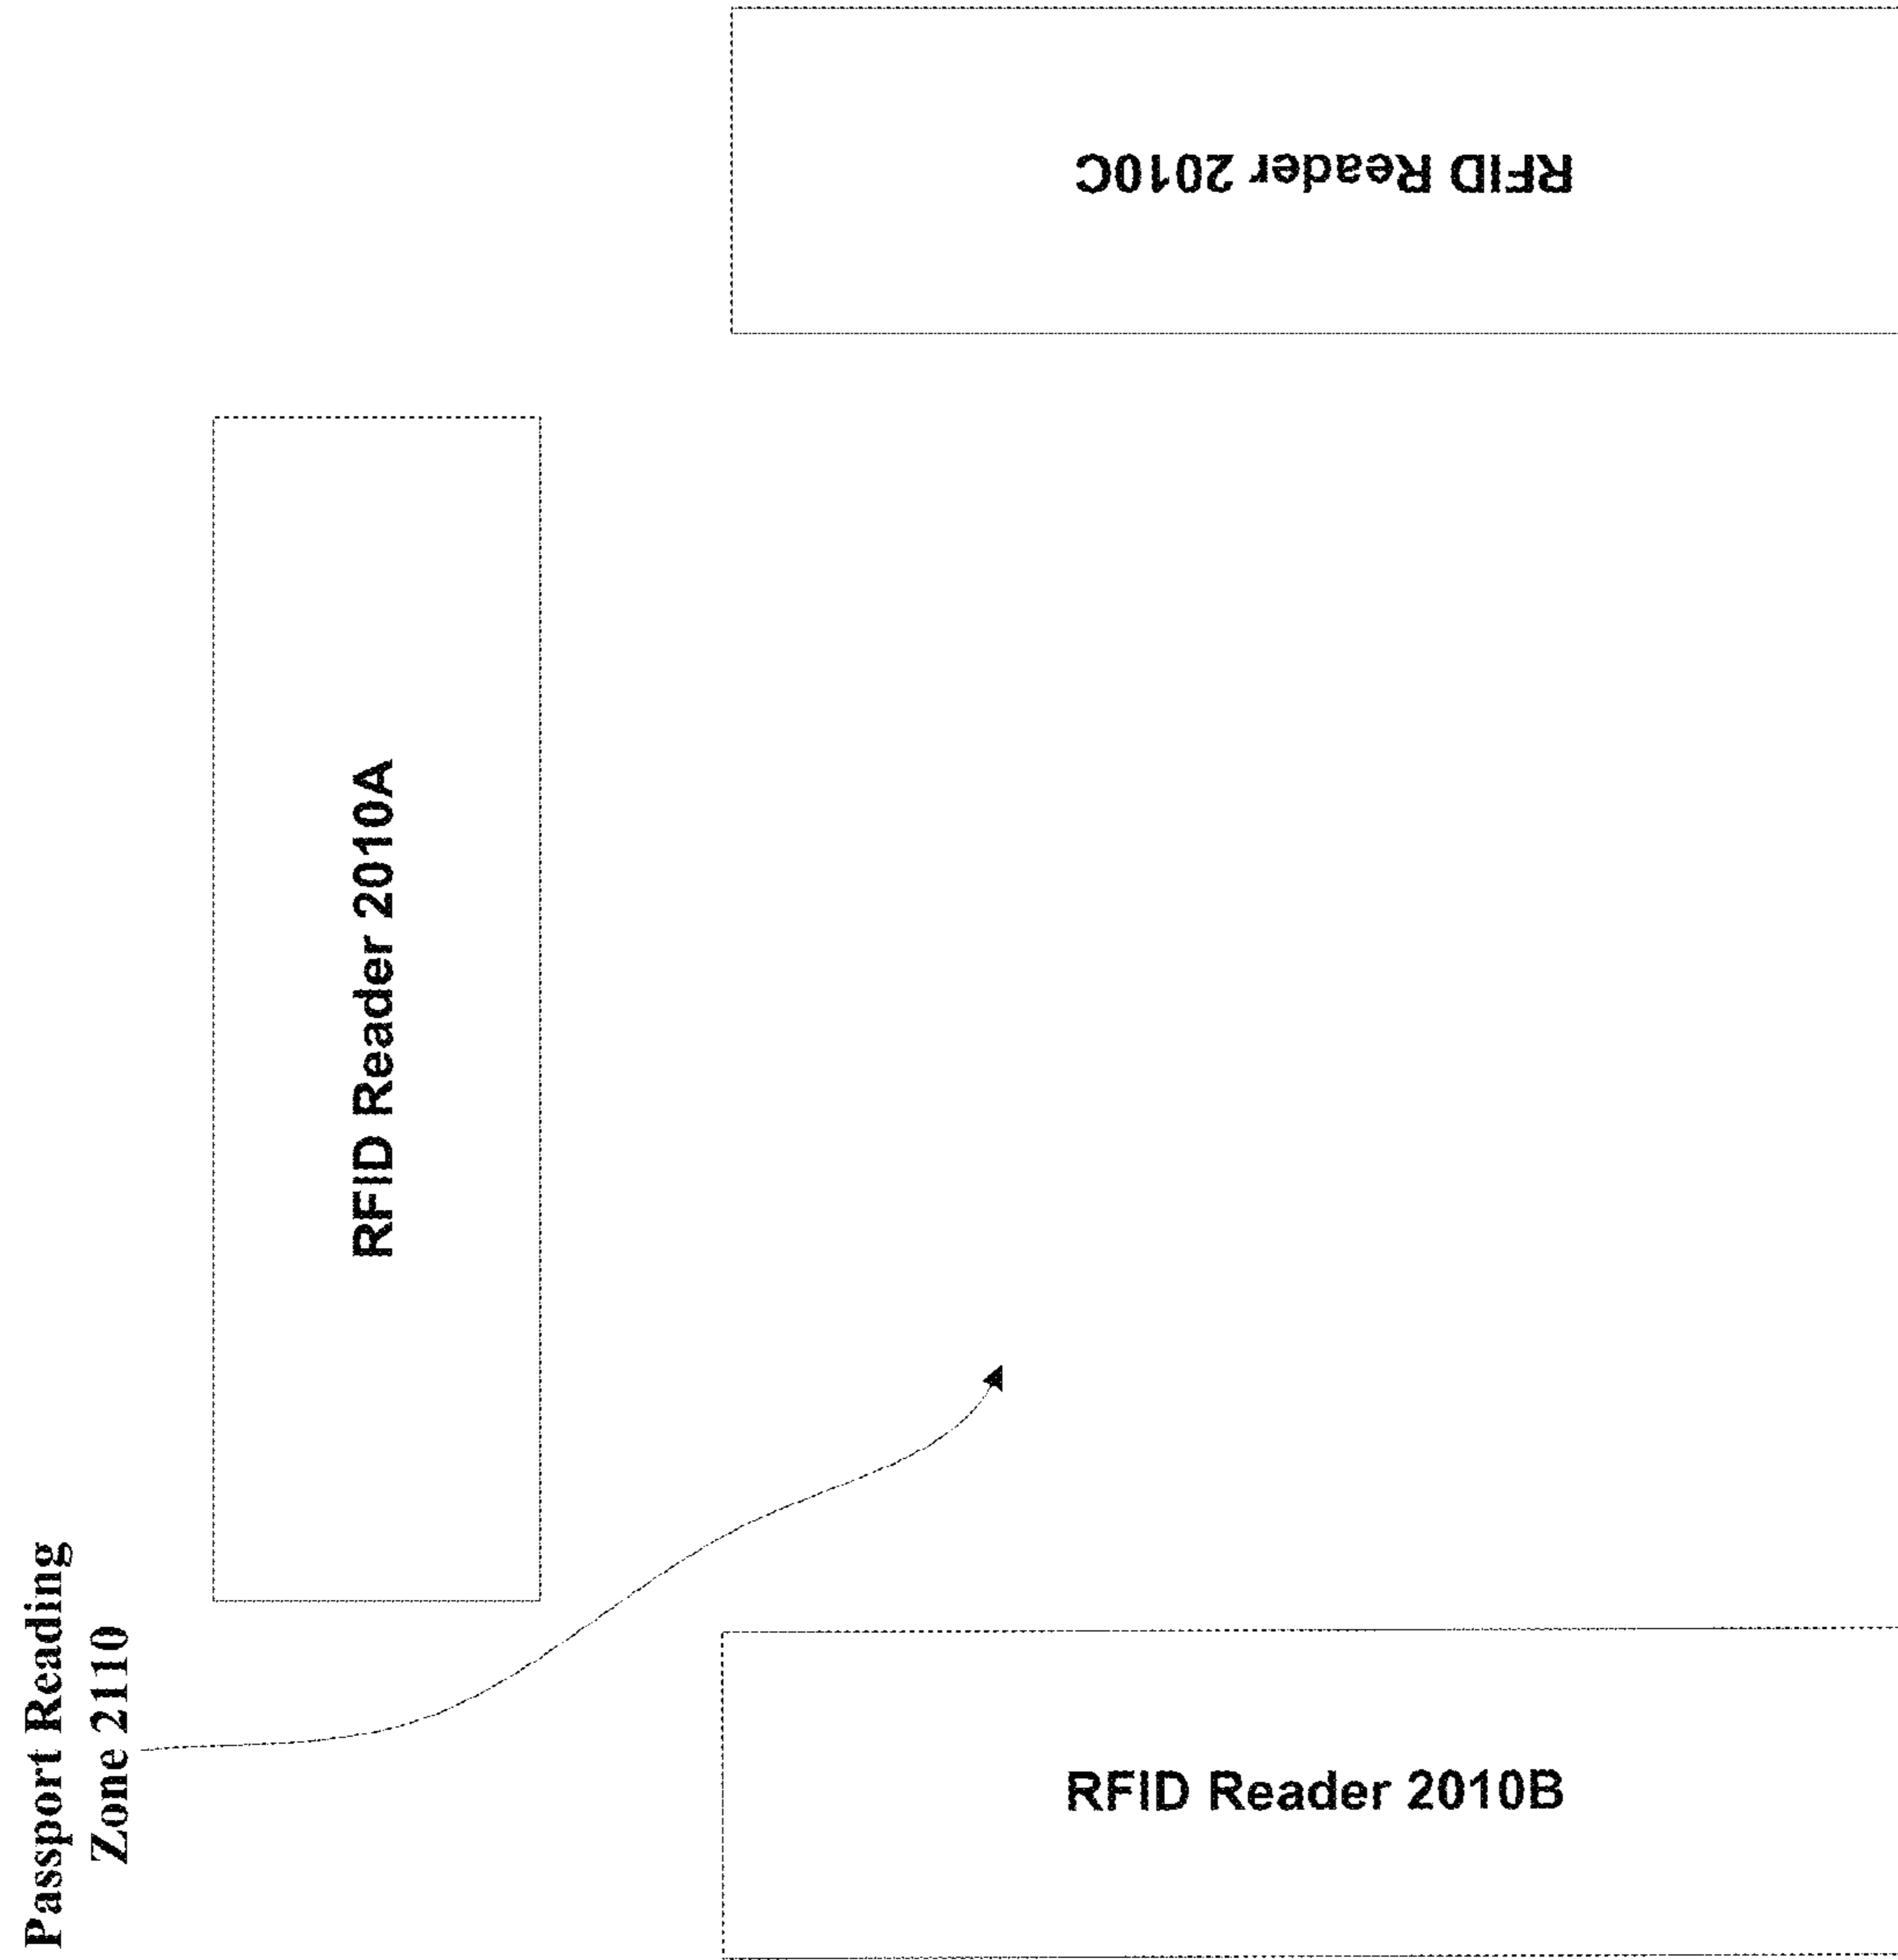 RFID Reader 2010C
RFID Reader 2010A
Passport Reading
Zone 2110
RFID Reader 2010B